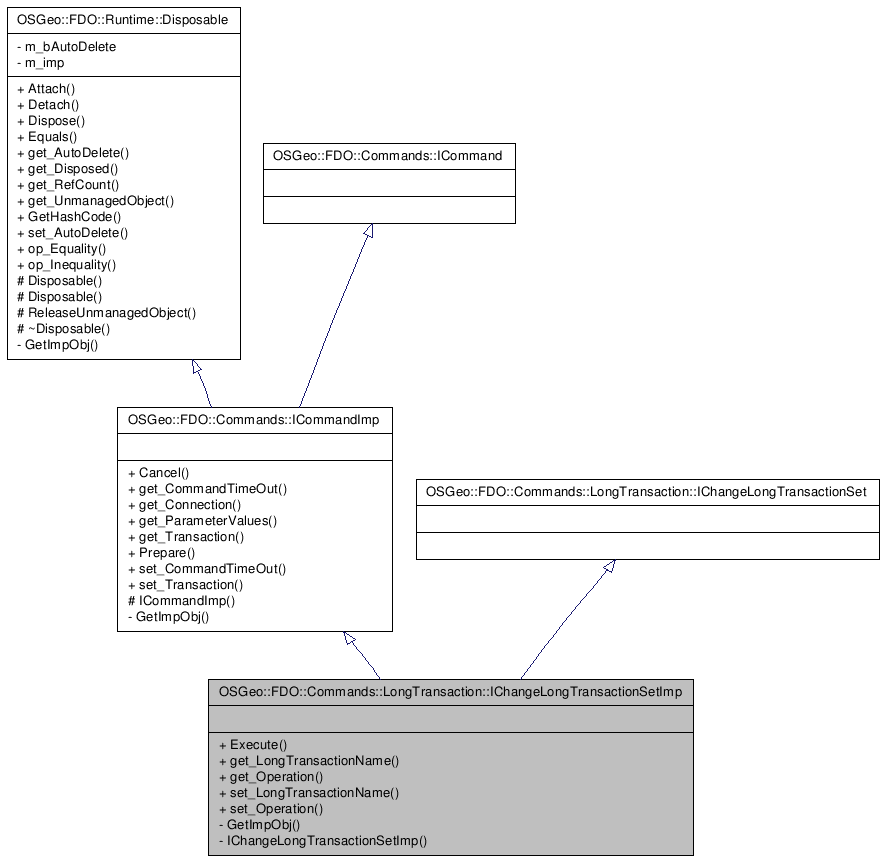 OSGeo::FDO::Runtime::Disposable
- m_bAutoDelete
- m_imp
+ Attach()
+ Detach()
+ Dispose()
+ Equals()
+ get_AutoDelete()
+ get_Disposed()
+ get_RefCount()
+ get_UnmanagedObject()
+ GetHashCode()
+ set_AutoDelete()
+ op_Equality()
+ op_Inequality()
# Disposable()
# Disposable()
# ReleaseUnmanagedObject()
# ~Disposable()
- GetImpObj()
OSGeo::FDO::Commands::ICommand
OSGeo::FDO::Commands::ICommandImp
+ Cancel()
+ get_CommandTimeOut()
+ get_Connection()
+ get_ParameterValues()
+ get_Transaction()
+ Prepare()
+ set_CommandTimeOut()
+ set_Transaction()
# ICommandImp()
- GetImpObj()
OSGeo::FDO::Commands::LongTransaction::IChangeLongTransactionSet
OSGeo::FDO::Commands::LongTransaction::IChangeLongTransactionSetImp
+ Execute()
+ get_LongTransactionName()
+ get_Operation()
+ set_LongTransactionName()
+ set_Operation()
- GetImpObj()
- IChangeLongTransactionSetImp()